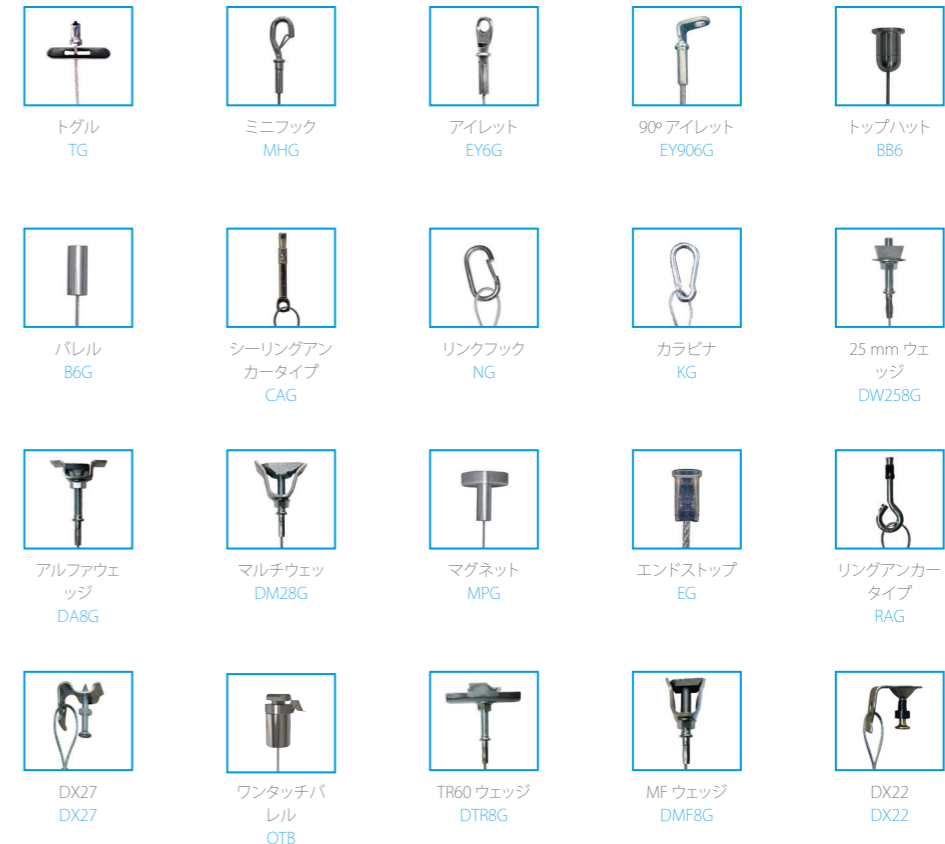 トグル
TG
ミニフック
MHG
アイレット
EY6G
90º アイレット
EY906G
トップハット
BB6
バレル
B6G
シーリングアン
カータイプ
CAG
リンクフック
NG
カラビナ
KG
25 mm ウェ
ッジ
DW258G
アルファウェ
ッジ
DA8G
マルチウェッ
DM28G
マグネット
MPG
エンドストップ
EG
リングアンカー
タイプ
RAG
DX27
DX27
ワンタッチバ
レル
OTB
TR60 ウェッジ
DTR8G
MF ウェッジ
DMF8G
DX22
DX22